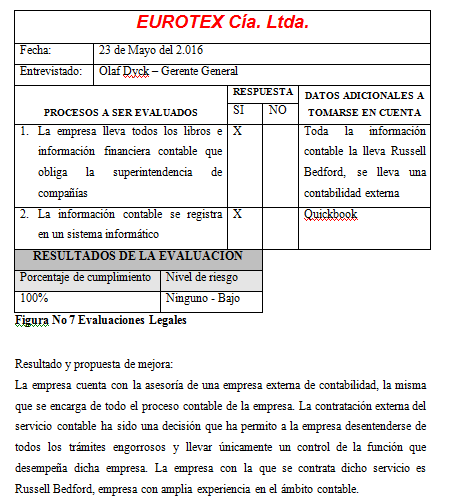 EUROTEX Cía. Ltda.
Fecha: 23 de Mayo del 2.016
Entrevistado: Olaf Dyck – Gerente General
PROCESOS A SER EVALUADOS
RESPUESTA
SI NO
DATOS ADICIONALES A
TOMARSE EN CUENTA
1. La empresa lleva todos los libros e
información financiera contable que
obliga la superintendencia de
compañías
X
Toda la información
contable la lleva Russell
Bedford, se lleva una
contabilidad externa
2. La información contable se registra
en un sistema informático
X
Quickbook
RESULTADOS DE LA EVALUACIÓN
Porcentaje de cumplimiento Nivel de riesgo
100% Ninguno - Bajo
Figura No 7 Evaluaciones Legales
Resultado y propuesta de mejora:
La empresa cuenta con la asesoría de una empresa externa de contabilidad, la misma
que se encarga de todo el proceso contable de la empresa. La contratación externa del
servicio contable ha sido una decisión que ha permito a la empresa desentenderse de
todos los trámites engorrosos y llevar únicamente un control de la función que
desempeña dicha empresa. La empresa con la que se contrata dicho servicio es
Russell Bedford, empresa con amplia experiencia en el ámbito contable.